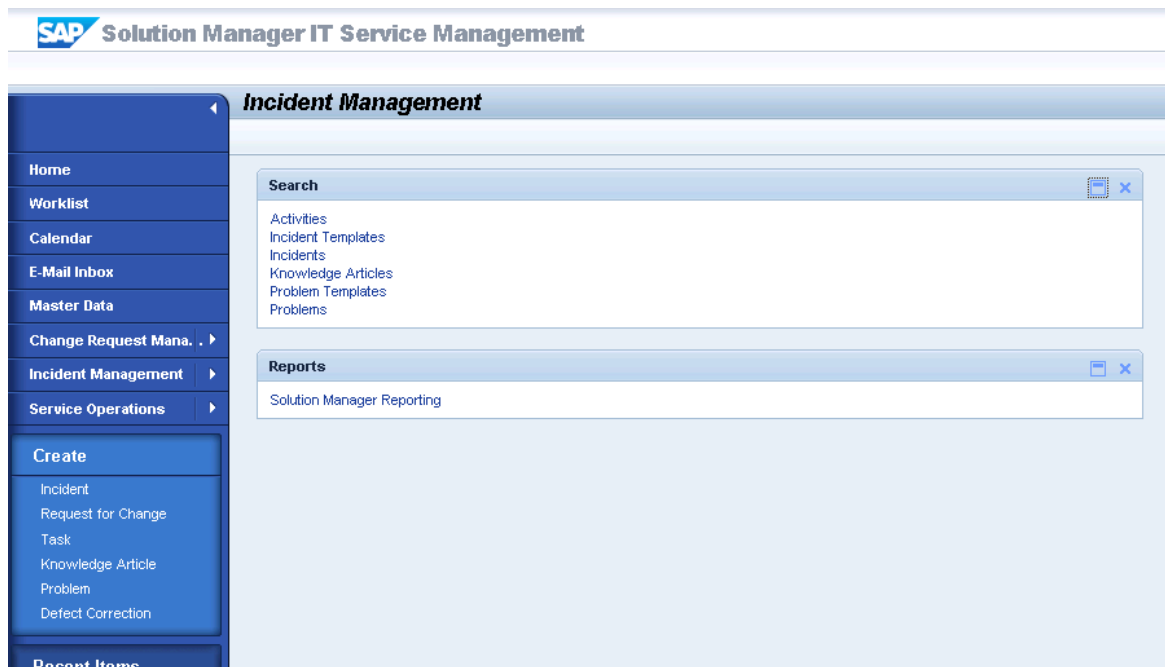 SAP Solution Manager IT Service Management
Incident Management
Home
Worklist
Calendar
E-Mail Inbox
Master Data
Change Request Mana. .
Incident Management
Service Operations
Create
Incident
Request for Change
Task
Knowledge Article
Problem
Defect Correction
Recent Items
Search
Activities
Incident Templates
Incidents
Knowledge Articles
Problem Templates
Problems
Reports
Solution Manager Reporting